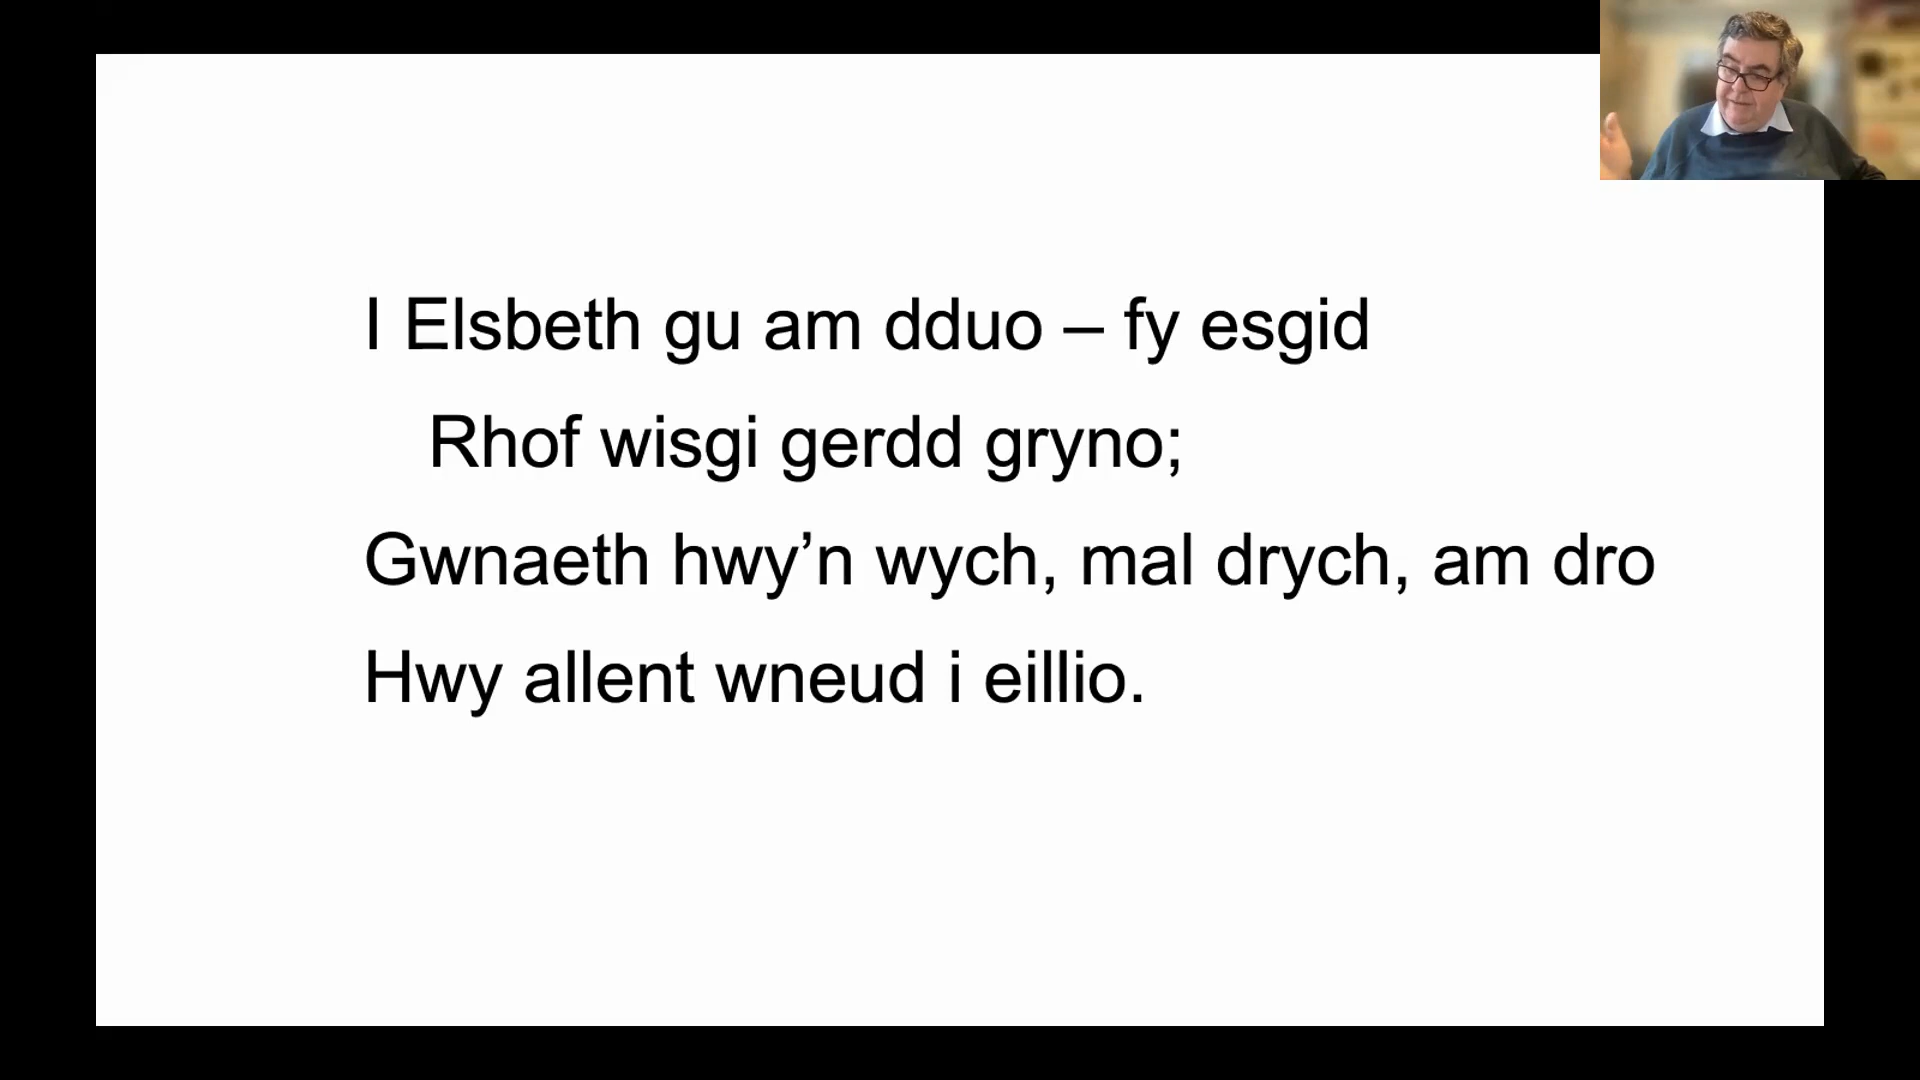 I Elsbeth gu am dduo – fy esgid
Rhof wisgi gerdd gryno;
Gwnaeth hwy’n wych, mal drych, am dro
Hwy allent wneud i eillio.